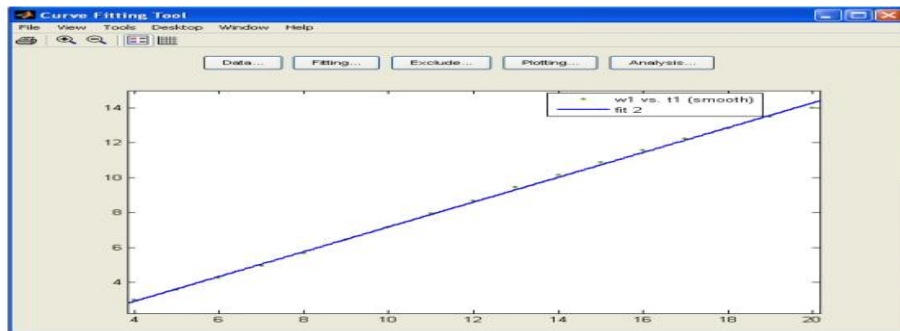 Curve Fitting Tool
File View Tools Desktop Window Help
Data... Fitting... Exclude... Plotting... Analysis...
w1 vs. t1 (smooth)
fit 2
14
12
10
8
6
4
4 6 8 10 12 14 16 18 20